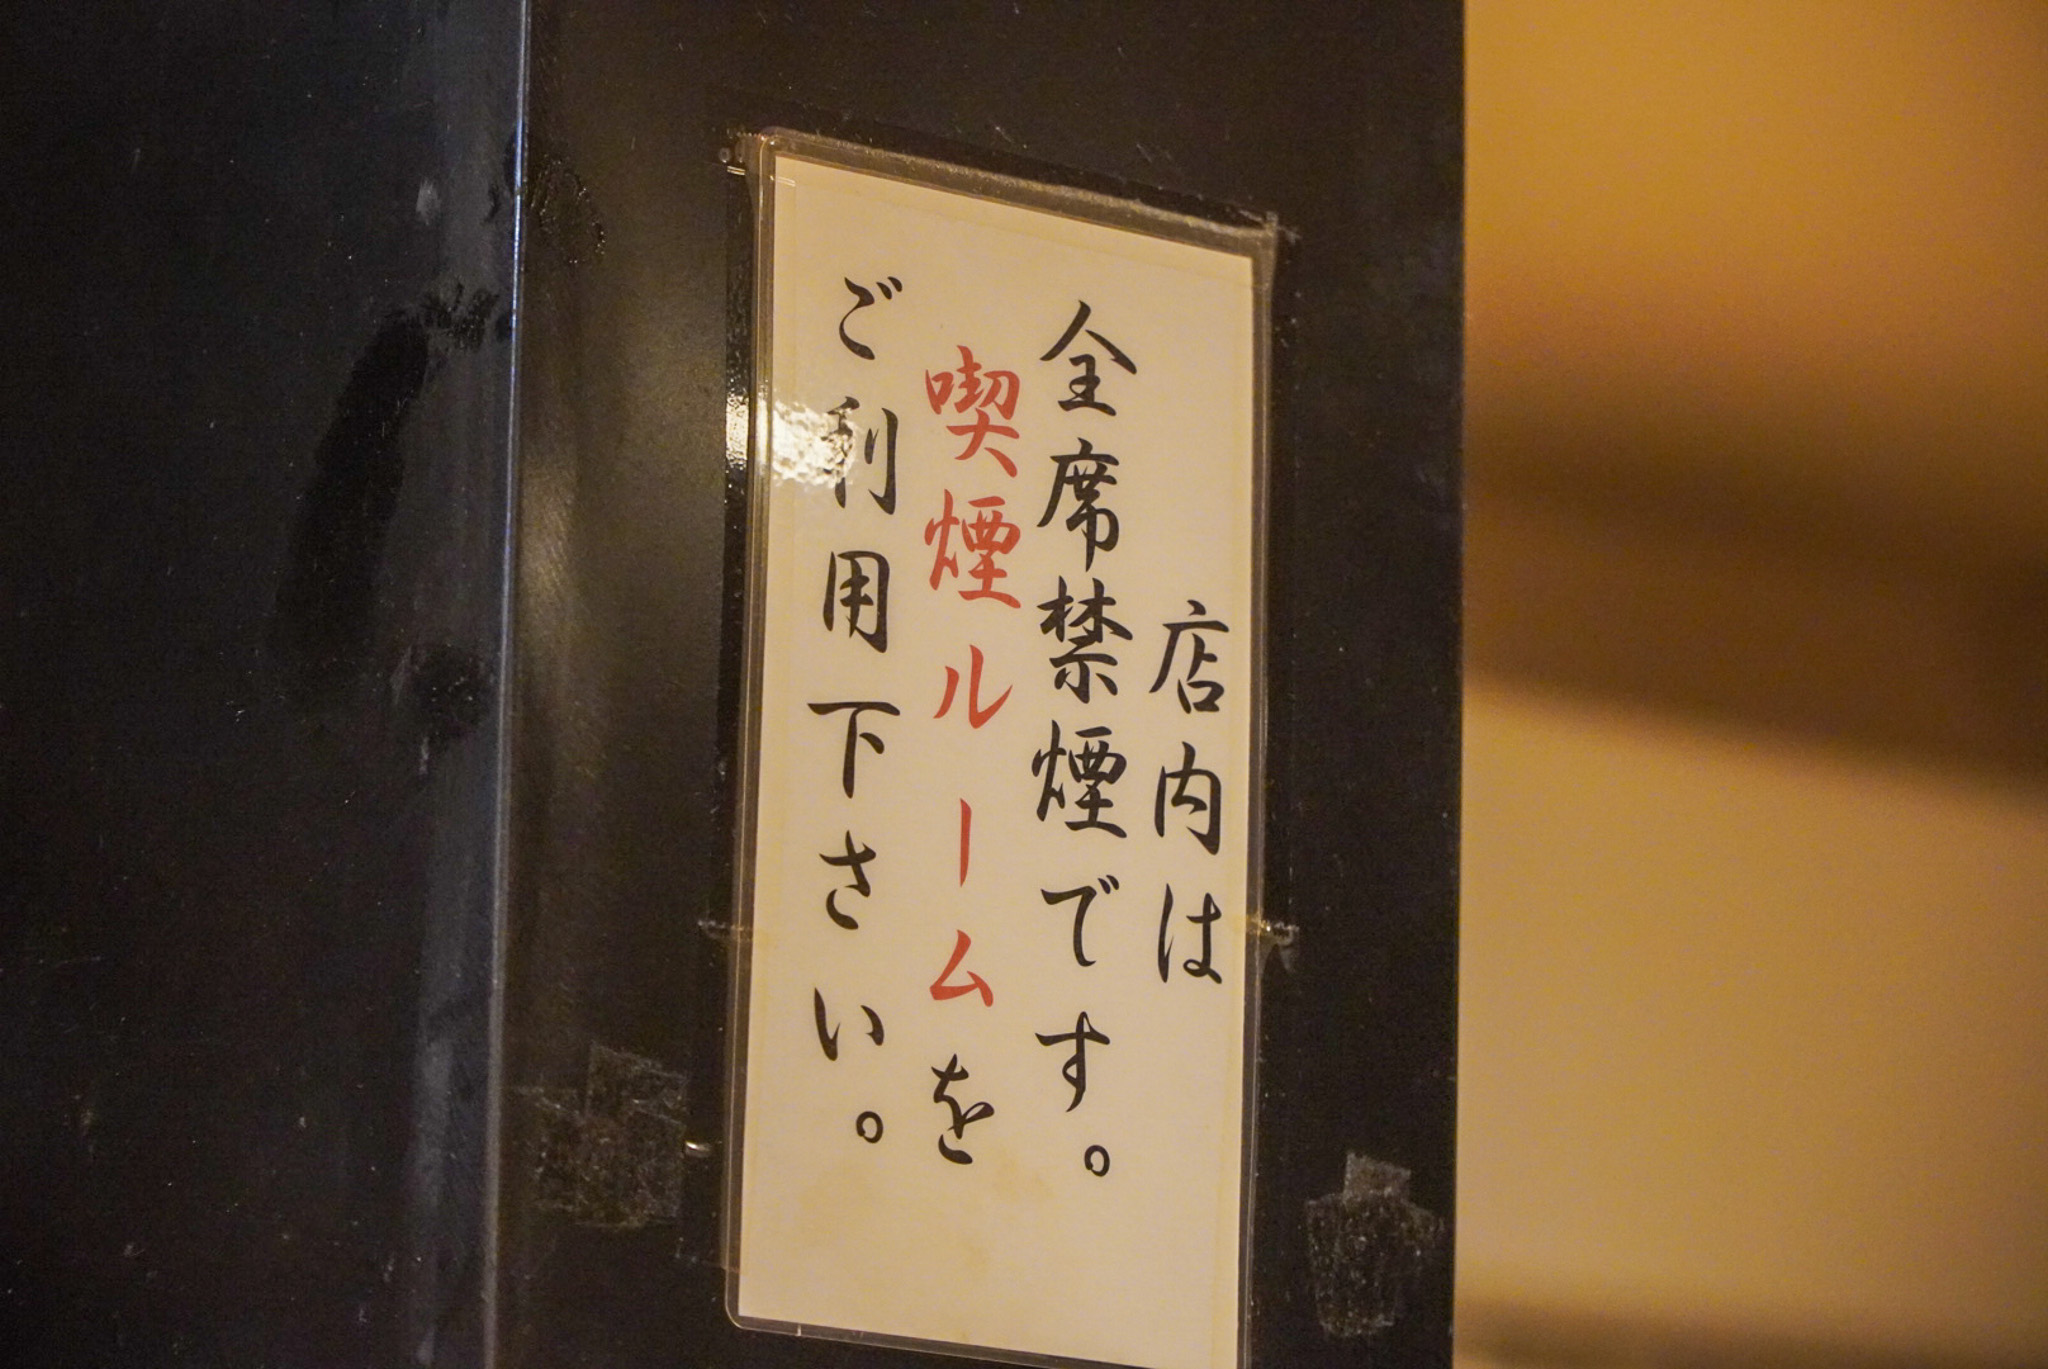 店内は
全席禁煙です。
喫煙ルームを
ご利用下さい。